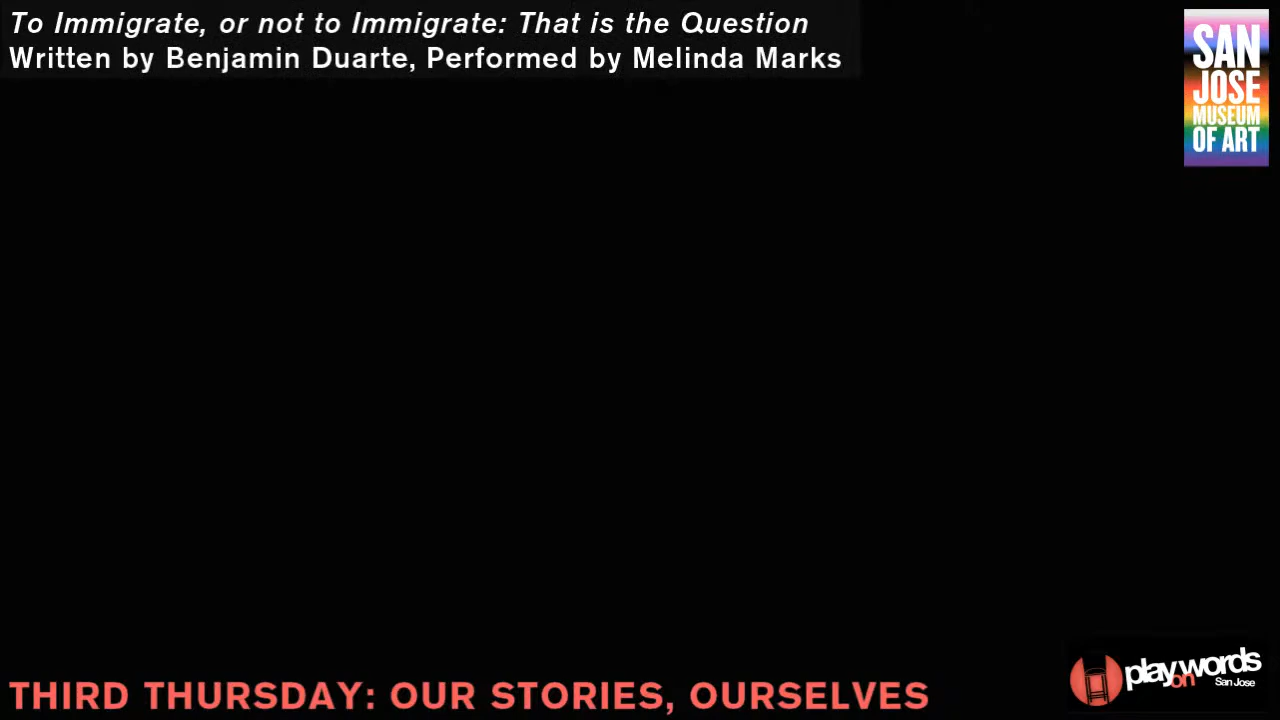 To Immigrate, or not to Immigrate: That is the Question
Written by Benjamin Duarte, Performed by Melinda Marks
SAN
JOSE
MUSEUM
OF ART
THIRD THURSDAY: OUR STORIES, OURSELVES
play on words
San Jose